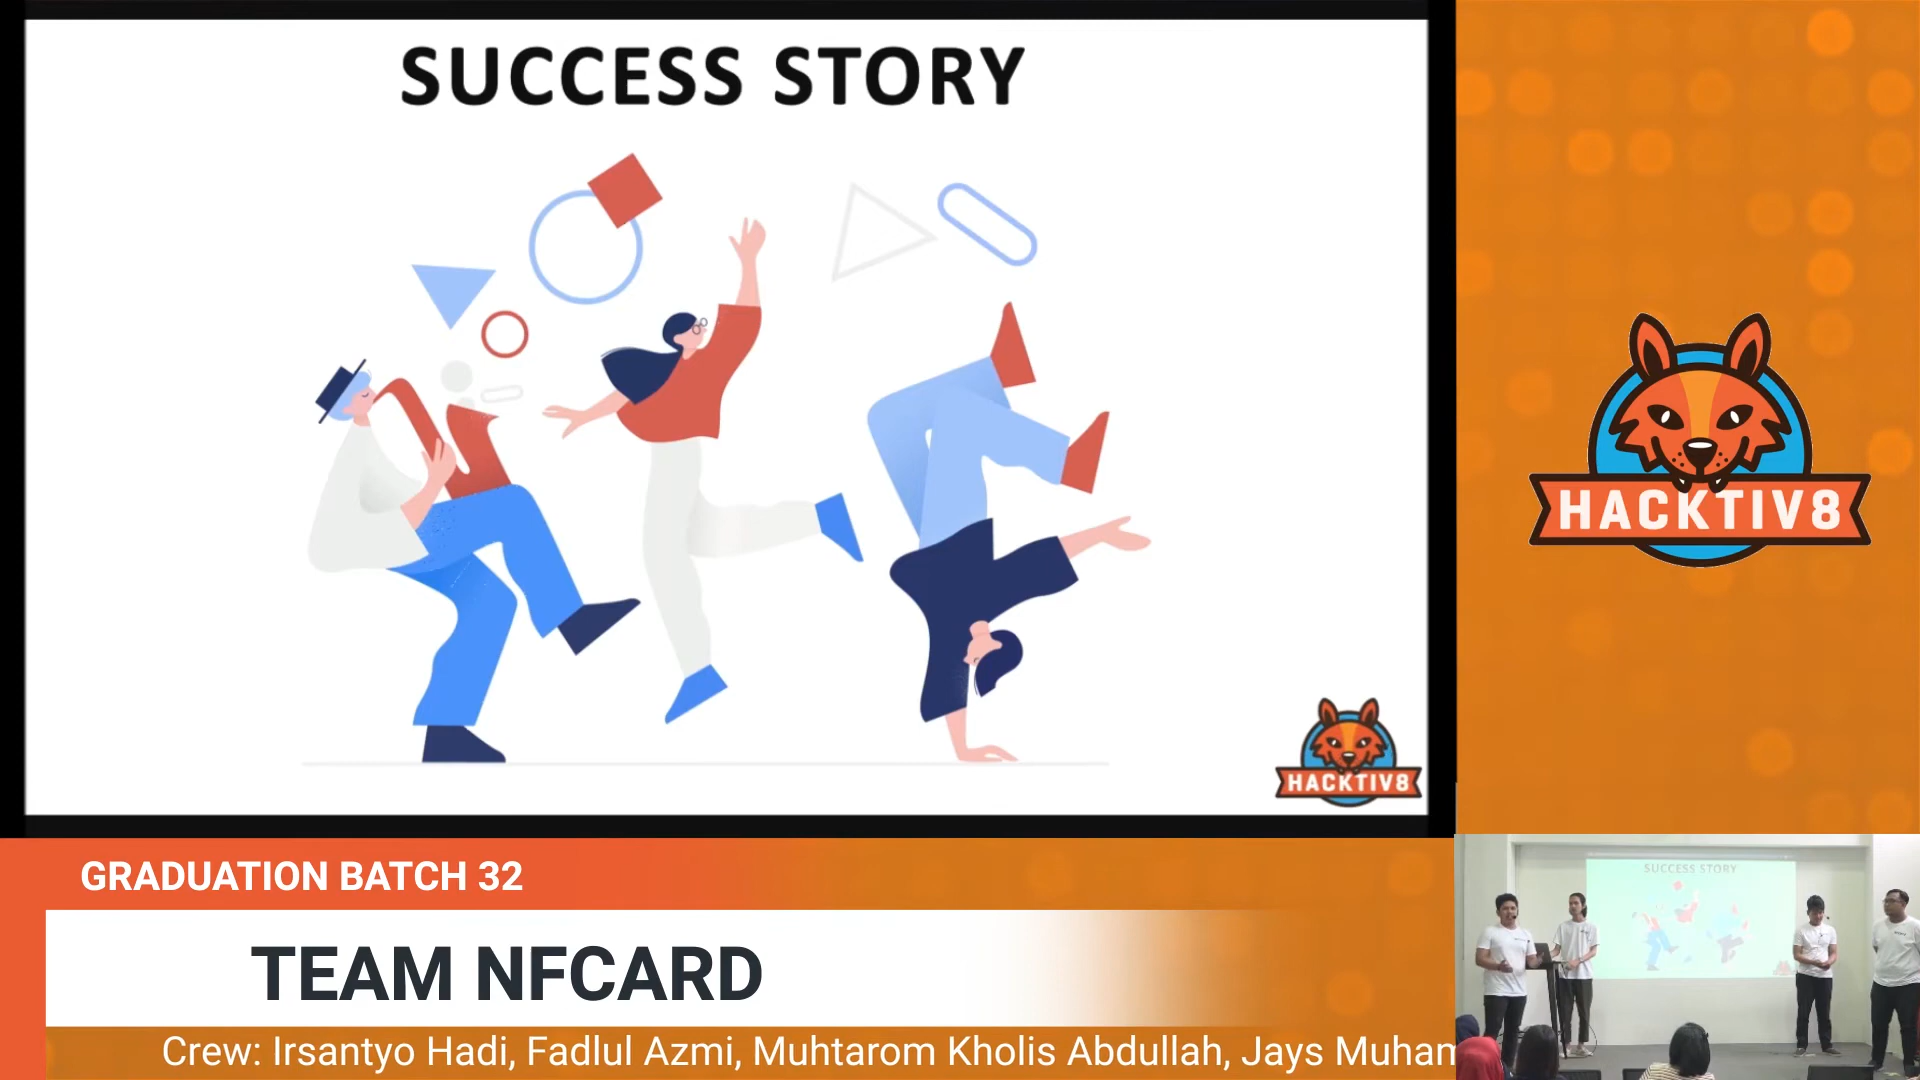 SUCCESS STORY
HACKTIV8
HACKTIV8
GRADUATION BATCH 32
TEAM NFCARD
Crew: Irsantyo Hadi, Fadlul Azmi, Muhtarom Kholis Abdullah, Jays Muham
SUCCESS STORY